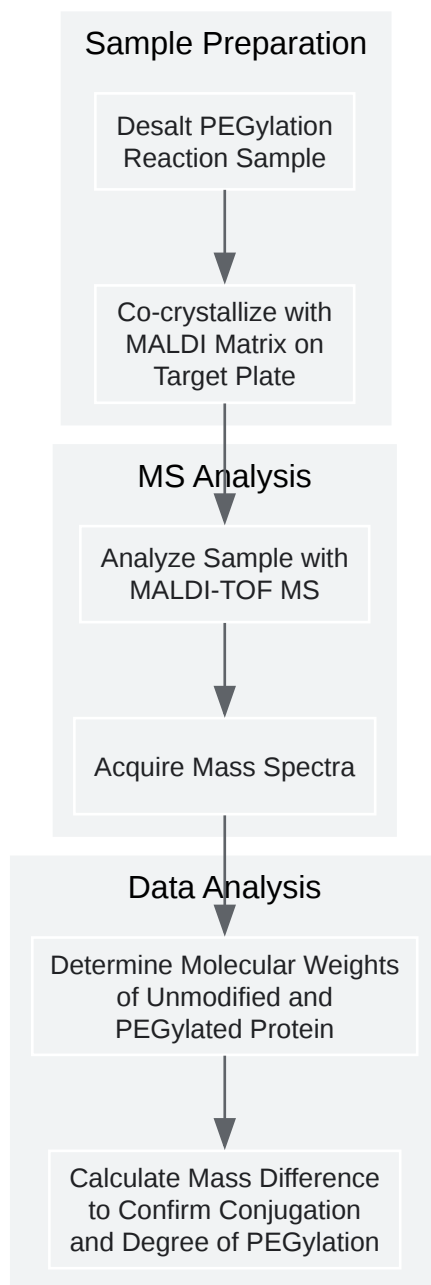 Sample Preparation
Desalt PEGylation
Reaction Sample
Co-crystallize with
MALDI Matrix on
Target Plate
MS Analysis
Analyze Sample with
MALDI-TOF MS
Acquire Mass Spectra
Data Analysis
Determine Molecular Weights
of Unmodified and
PEGylated Protein
Calculate Mass Difference
to Confirm Conjugation
and Degree of PEGylation